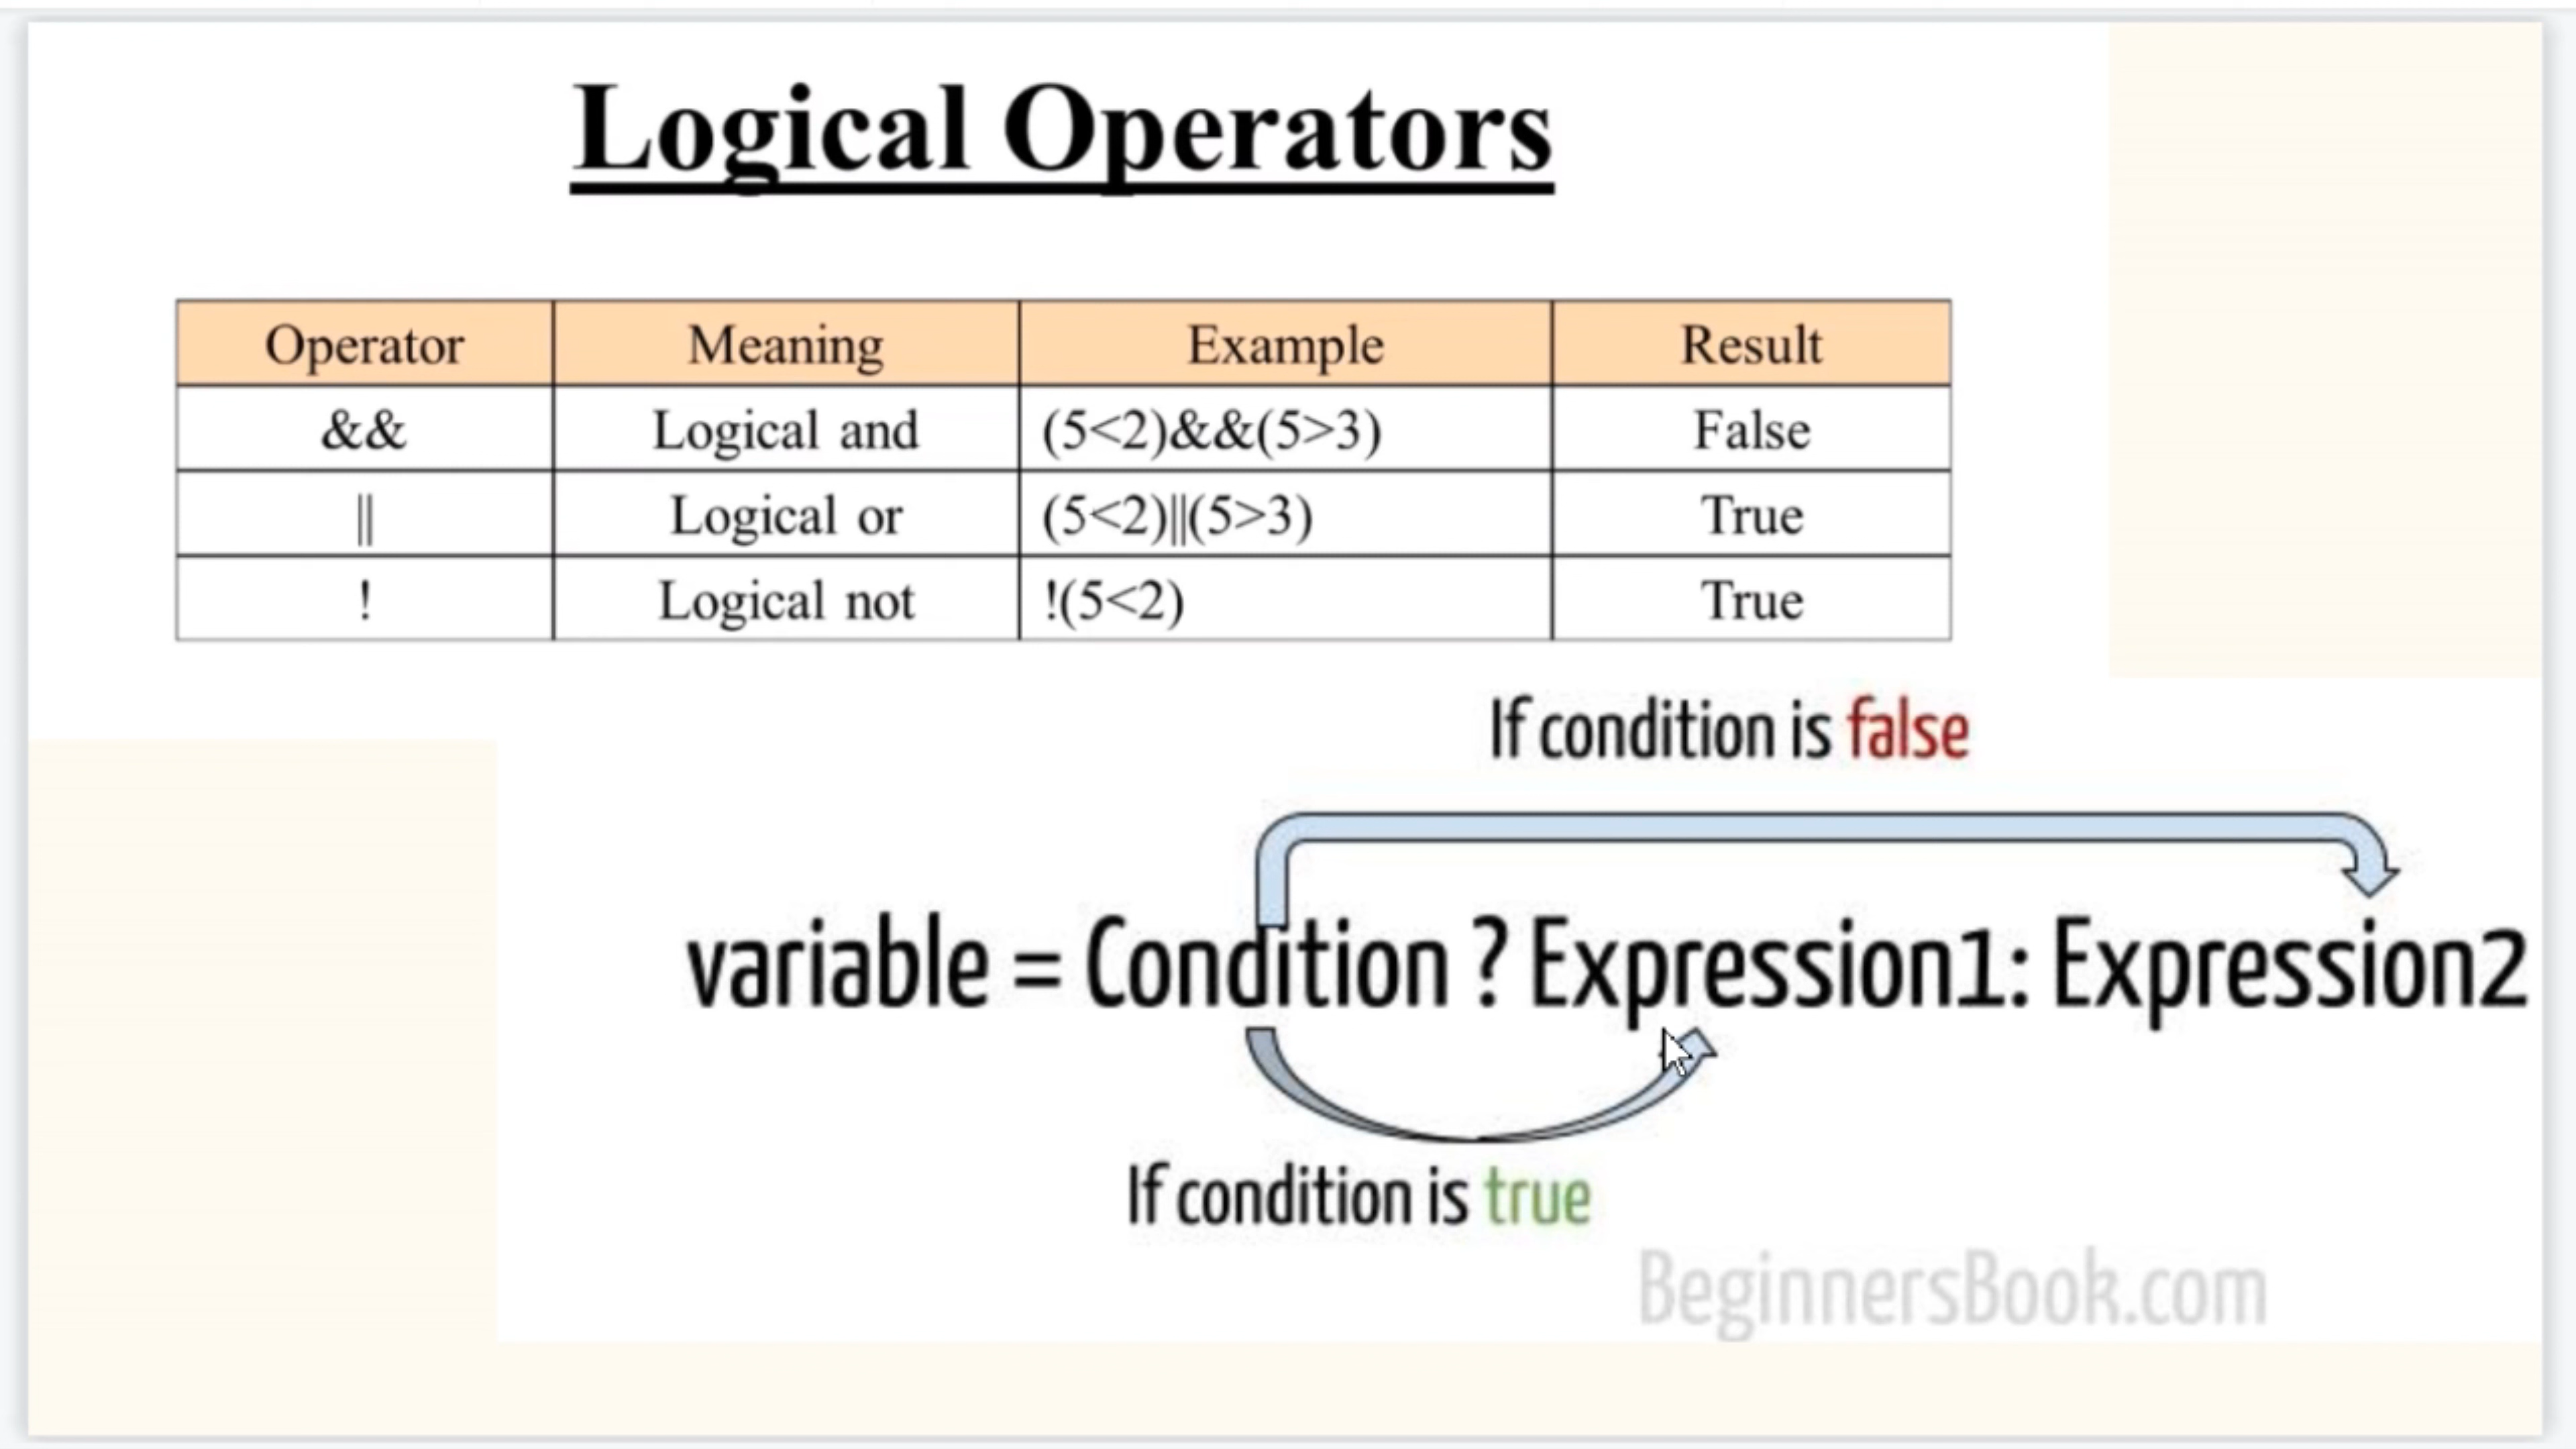 Logical Operators
Operator Meaning Example Result
&& Logical and (5<2)&&(5>3) False
|| Logical or (5<2)||(5>3) True
! Logical not !(5<2) True
If condition is false
variable = Condition ? Expression1: Expression2
If condition is true
BeginnersBook.com